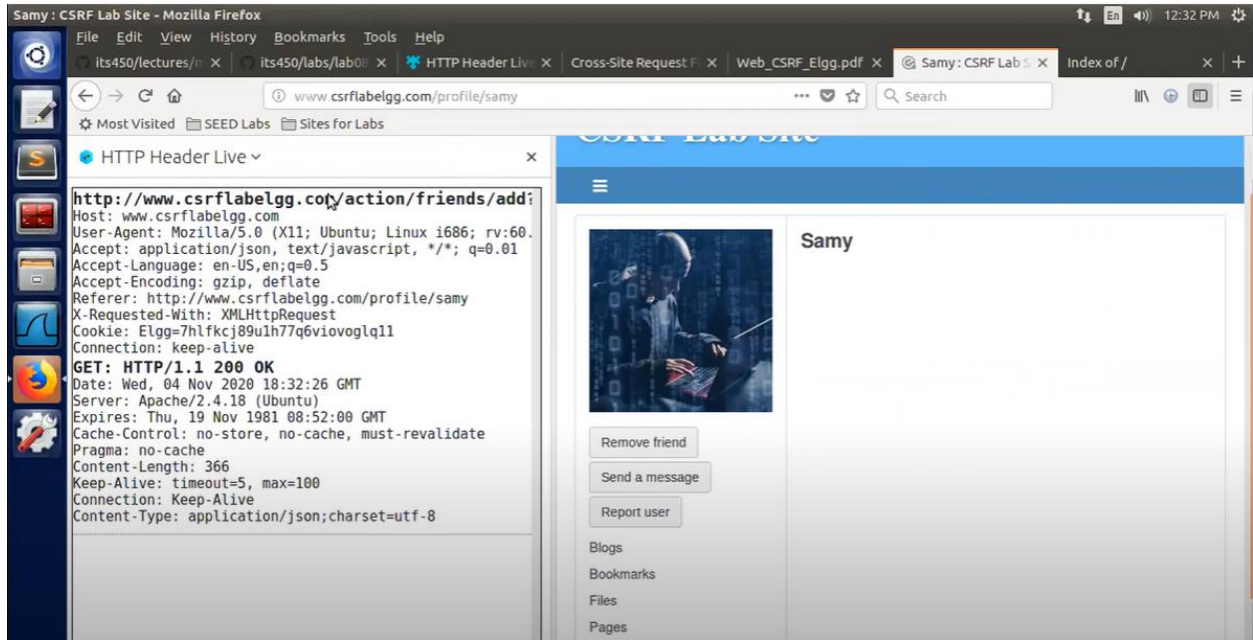 Samy : CSRF Lab Site - Mozilla Firefox
En
12:32 PM
File Edit View History Bookmarks Tools Help
its450/lectures/
its450/labs/lab08
HTTP Header Live
Cross-Site Request F
Web_CSRF_Elgg.pdf
Samy : CSRF Lab S
Index of /
www.csrflabelgg.com/profile/samy
Search
Most Visited
SEED Labs
Sites for Labs
HTTP Header Live
http://www.csrflabelgg.com/action/friends/add?
Host: www.csrflabelgg.com
User-Agent: Mozilla/5.0 (X11; Ubuntu; Linux i686; rv:60.
Accept: application/json, text/javascript, */*; q=0.01
Accept-Language: en-US,en;q=0.5
Accept-Encoding: gzip, deflate
Referer: http://www.csrflabelgg.com/profile/samy
X-Requested-With: XMLHttpRequest
Cookie: Elgg=7hlfkcj89u1h77q6viovoglq11
Connection: keep-alive
GET: HTTP/1.1 200 OK
Date: Wed, 04 Nov 2020 18:32:26 GMT
Server: Apache/2.4.18 (Ubuntu)
Expires: Thu, 19 Nov 1981 08:52:00 GMT
Cache-Control: no-store, no-cache, must-revalidate
Pragma: no-cache
Content-Length: 366
Keep-Alive: timeout=5, max=100
Connection: Keep-Alive
Content-Type: application/json;charset=utf-8
CSRF Lab Site
Samy
Remove friend
Send a message
Report user
Blogs
Bookmarks
Files
Pages